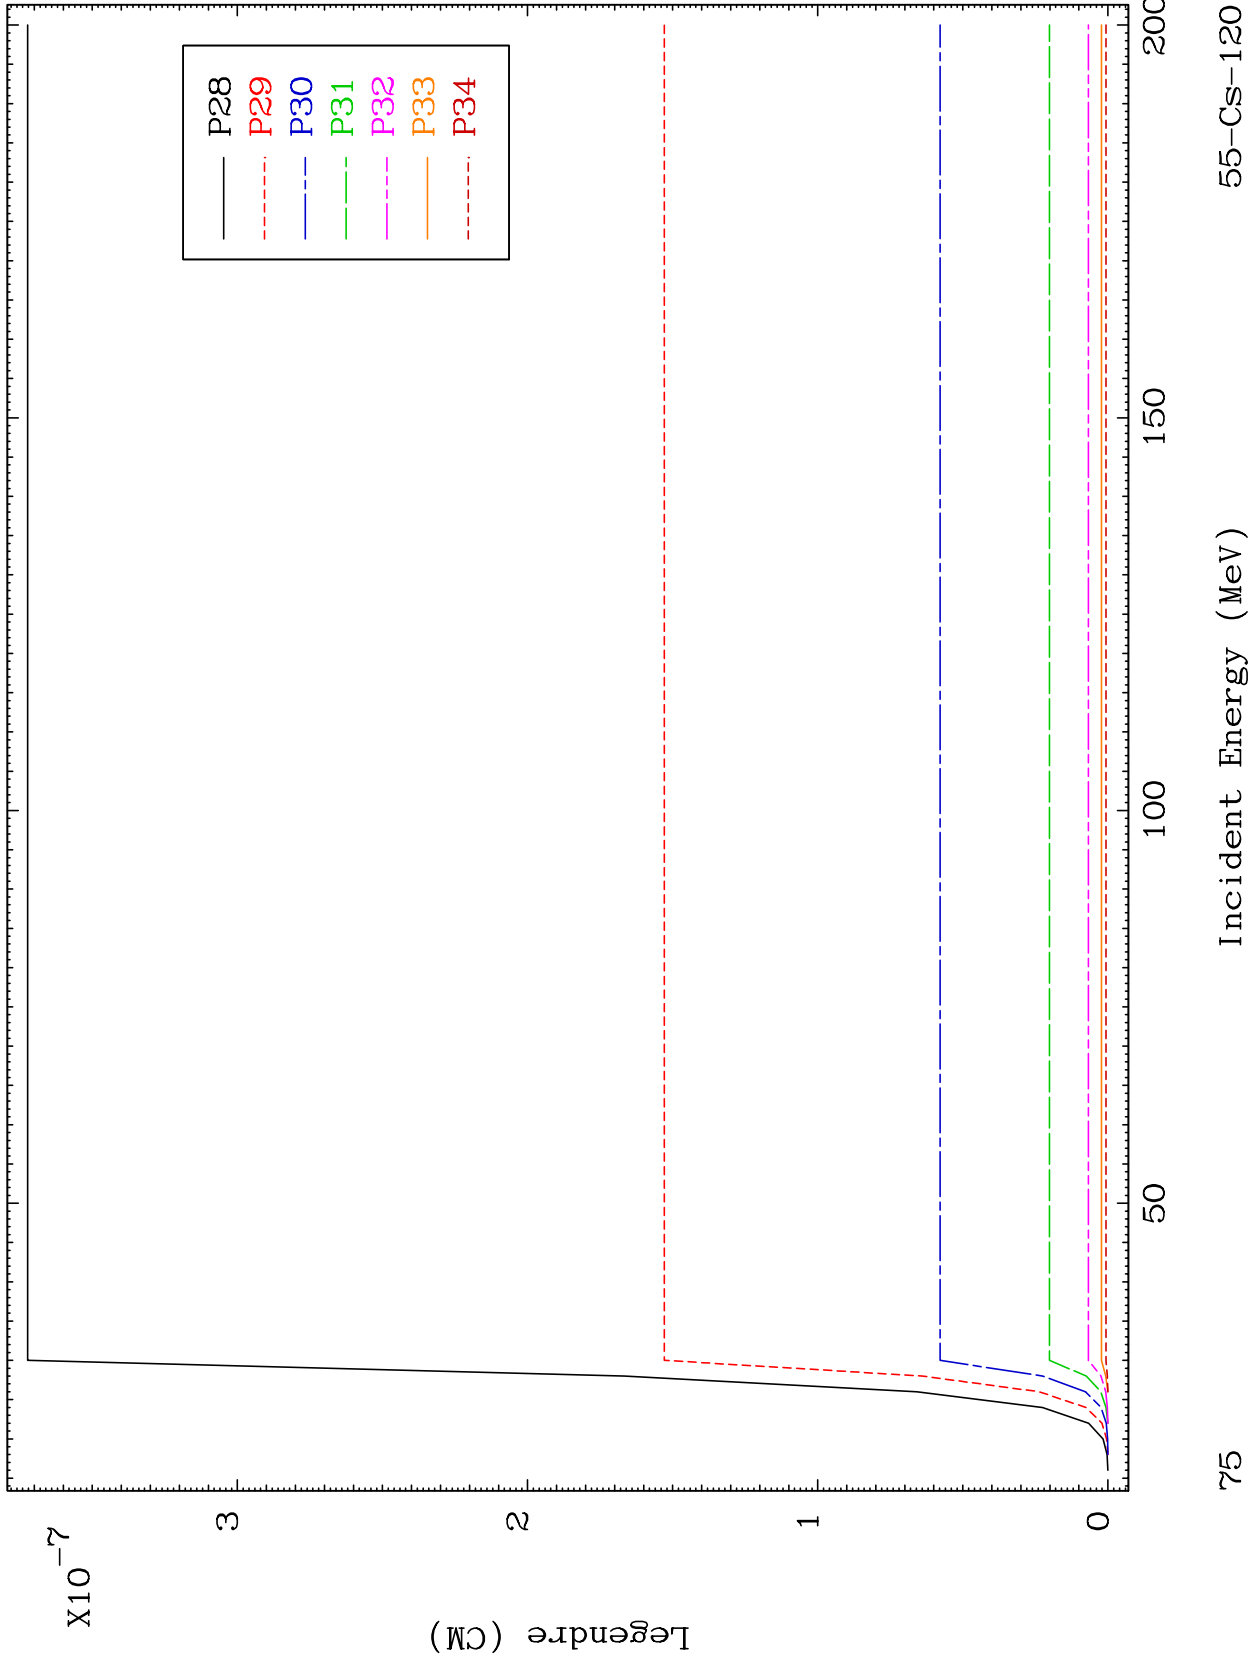 X10-7
Legendre (CM)
3
2
1
0
P28
P29
P30
P31
P32
P33
P34
50
100
150
200
Incident Energy (MeV)
75
55-Cs-120